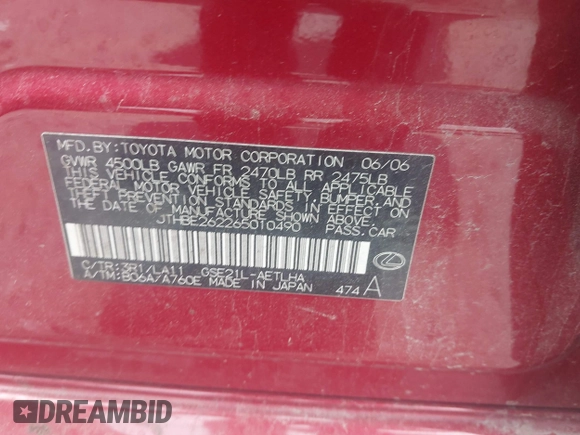 MFD. BY: TOYOTA MOTOR CORPORATION 06/06
GVWR 4500LB GAWR FR 2470LB RR 2475LB
THIS VEHICLE CONFORMS TO ALL APPLICABLE
FEDERAL MOTOR VEHICLE SAFETY, BUMPER, AND
THEFT PREVENTION STANDARDS IN EFFECT ON
THE DATE OF MANUFACTURE SHOWN ABOVE.
JTHBE262265010490 PASS. CAR
C/TR: 3R1/LA11 GSE21L-AETLHA
A/TM: B06A/A760E MADE IN JAPAN 474 A
DREAMBID